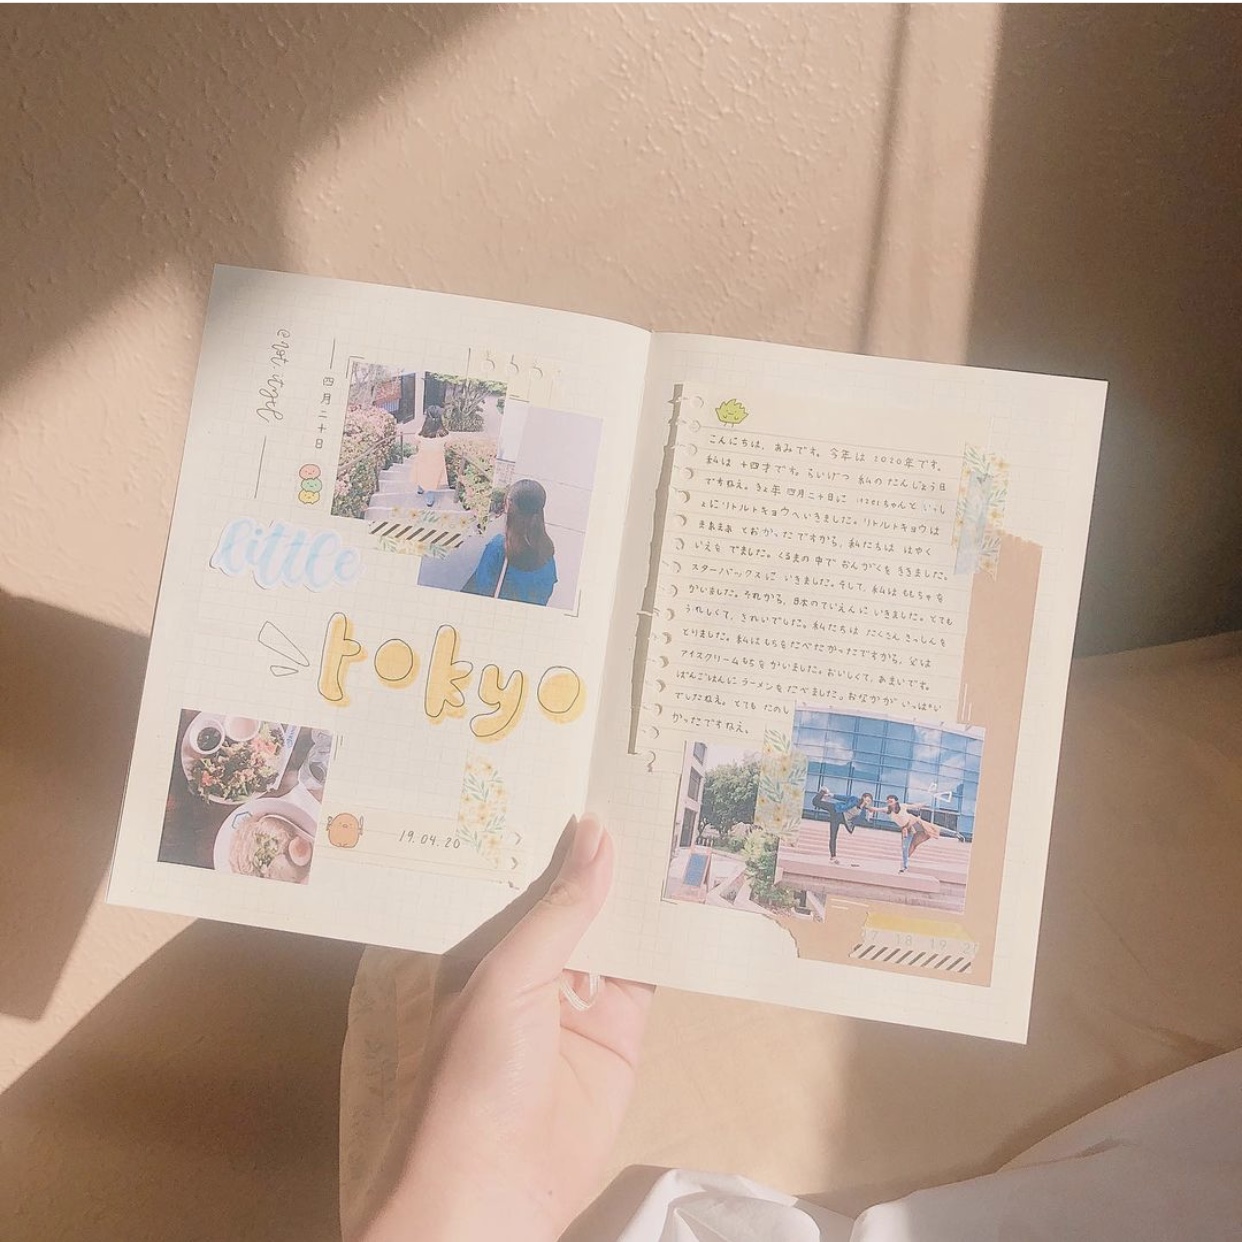 四月二十日
little
tokyo
19.04.20
こんにちは、あみです。今年は2020年です。
私は十四才です。らいげつ私のたんじょう日
ですねえ。きょ年四月二十日に ちゃんといっし
ょにリトルトキョウへいきました。リトルトキョウは
まあまあとおかったですから、私たちははやく
いえをでました。くるまの中でおんがくをききました。
スターバックスにいきました。そして、私はもちゃを
かいました。それから、日本のていえんにいきました。とても
うれしくて、きれいでした。私たちはたくさんさっしんを
とりました。私はもちをたべたかったですから、父は
アイスクリームもちをかいました。おいしくて、あまいです。
ばんごはんにラーメンをたべました。おなかがいっぱい
でしたねえ。とてもたのし
かったですねえ。
17 18 19 2